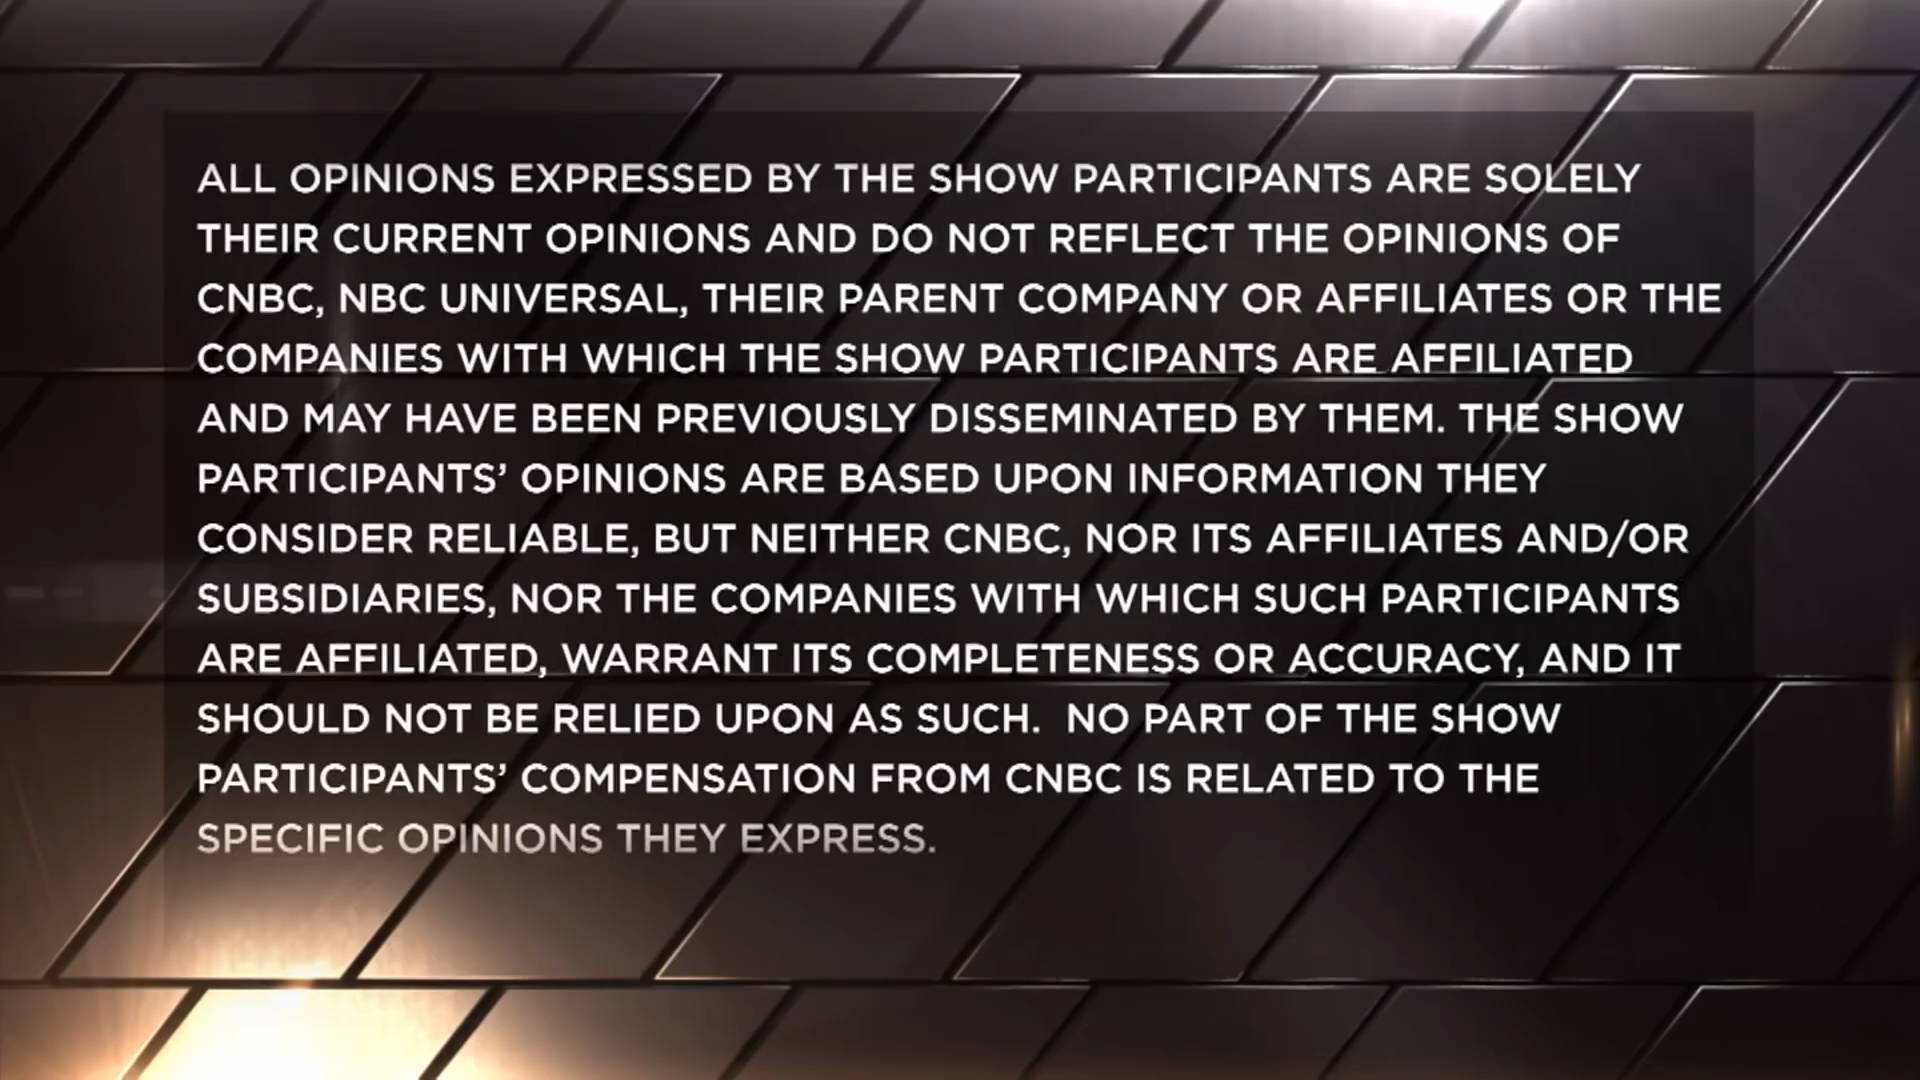 ALL OPINIONS EXPRESSED BY THE SHOW PARTICIPANTS ARE SOLELY
THEIR CURRENT OPINIONS AND DO NOT REFLECT THE OPINIONS OF
CNBC, NBC UNIVERSAL, THEIR PARENT COMPANY OR AFFILIATES OR THE
COMPANIES WITH WHICH THE SHOW PARTICIPANTS ARE AFFILIATED
AND MAY HAVE BEEN PREVIOUSLY DISSEMINATED BY THEM. THE SHOW
PARTICIPANTS’ OPINIONS ARE BASED UPON INFORMATION THEY
CONSIDER RELIABLE, BUT NEITHER CNBC, NOR ITS AFFILIATES AND/OR
SUBSIDIARIES, NOR THE COMPANIES WITH WHICH SUCH PARTICIPANTS
ARE AFFILIATED, WARRANT ITS COMPLETENESS OR ACCURACY, AND IT
SHOULD NOT BE RELIED UPON AS SUCH.  NO PART OF THE SHOW
PARTICIPANTS’ COMPENSATION FROM CNBC IS RELATED TO THE
SPECIFIC OPINIONS THEY EXPRESS.